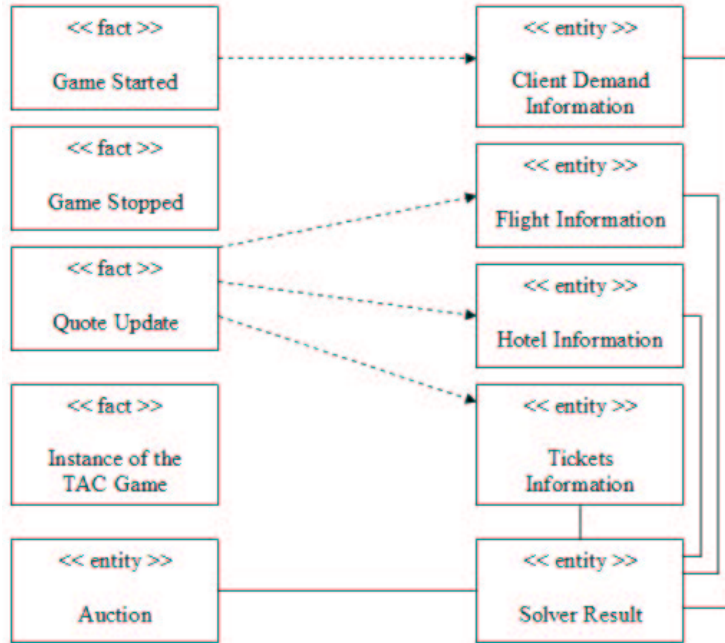 << fact >>
Game Started
<< entity >>
Client Demand
Information
<< fact >>
Game Stopped
<< entity >>
Flight Information
<< fact >>
Quote Update
<< entity >>
Hotel Information
<< fact >>
Instance of the
TAC Game
<< entity >>
Tickets
Information
<< entity >>
Auction
<< entity >>
Solver Result